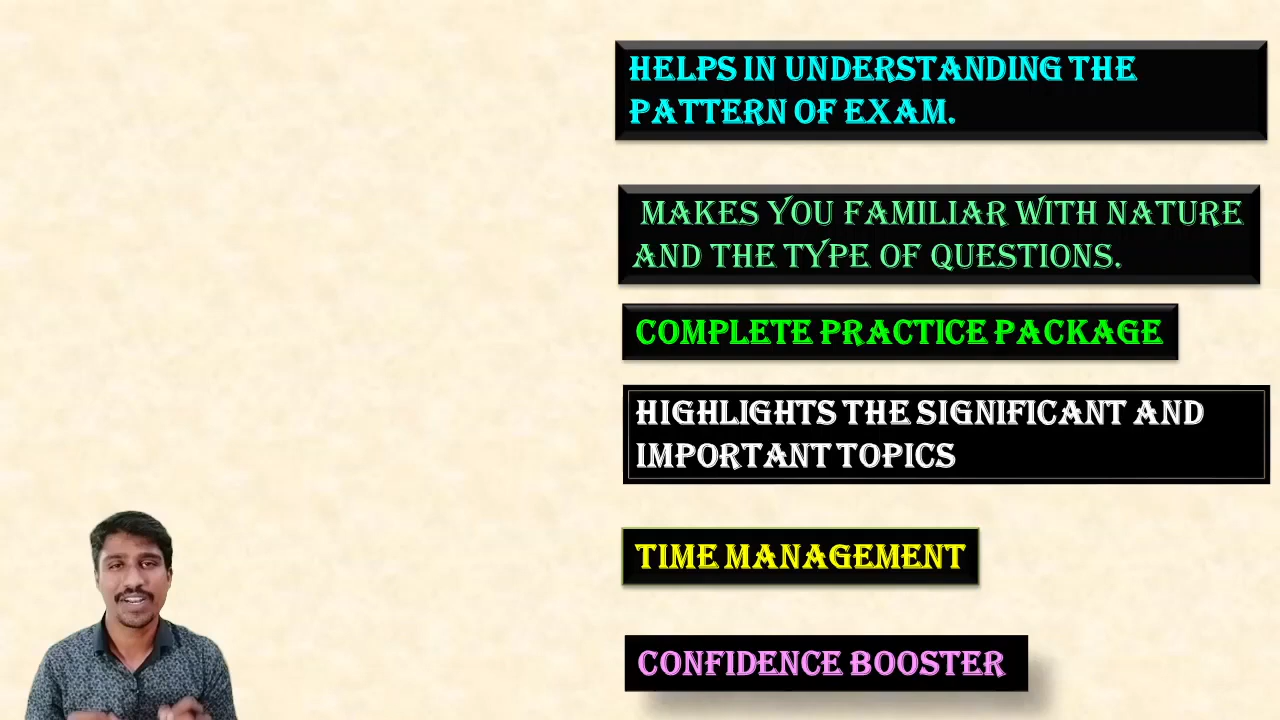 HELPS IN UNDERSTANDING THE
PATTERN OF EXAM.
MAKES YOU FAMILIAR WITH NATURE
AND THE TYPE OF QUESTIONS.
COMPLETE PRACTICE PACKAGE
HIGHLIGHTS THE SIGNIFICANT AND
IMPORTANT TOPICS
TIME MANAGEMENT
CONFIDENCE BOOSTER